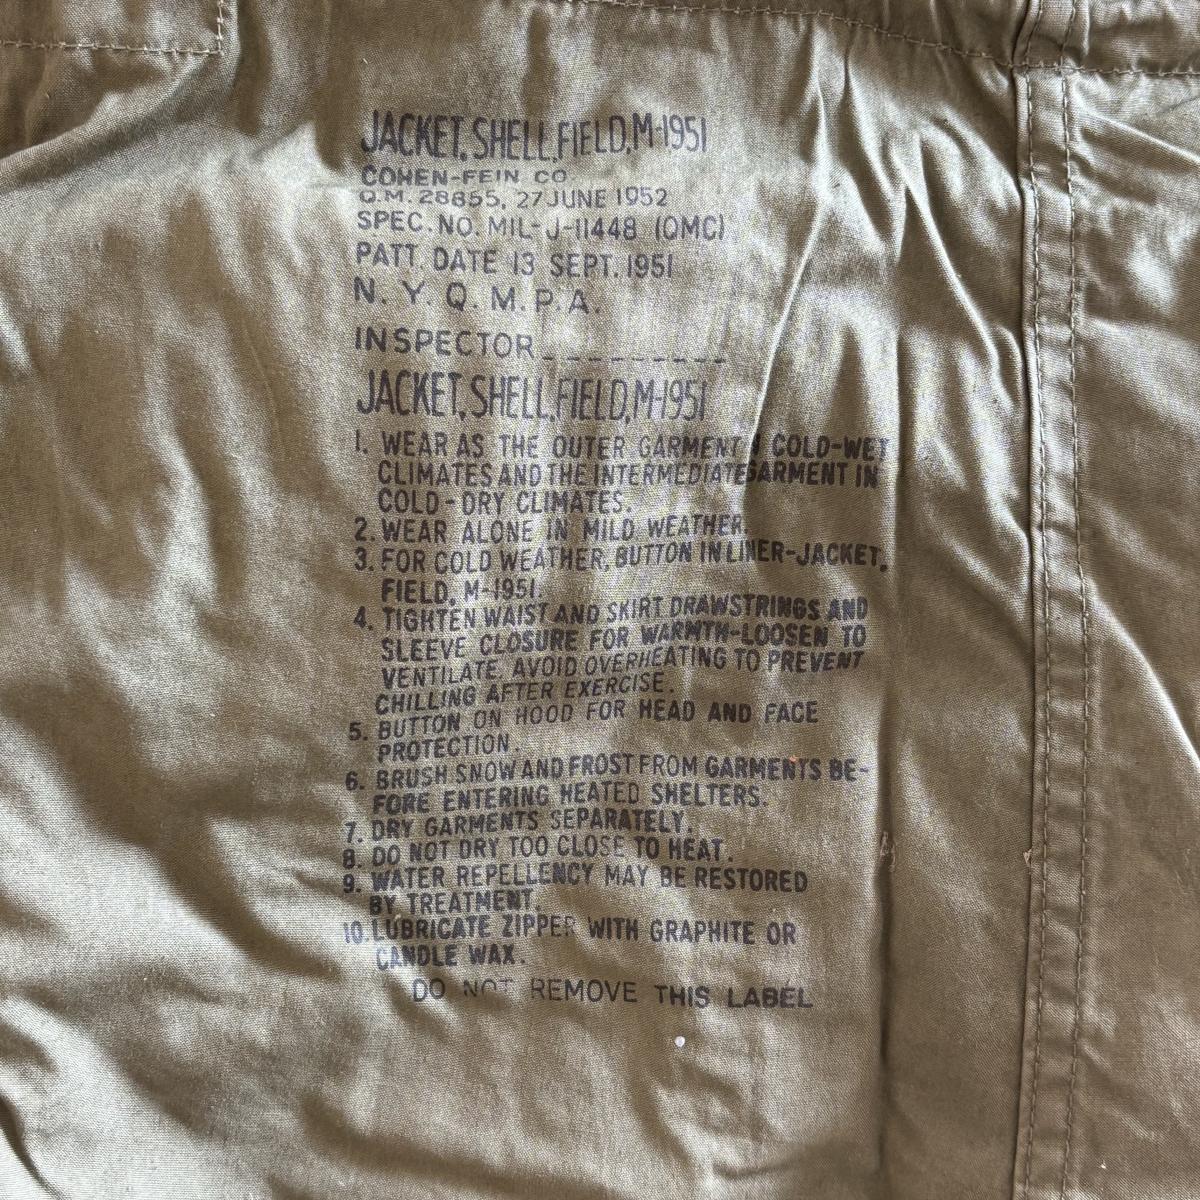 JACKET, SHELL, FIELD, M-1951
COHEN-FEIN CO
Q.M. 28855, 27 JUNE 1952
SPEC. NO. MIL-J-11448 (QMC)
PATT. DATE 13 SEPT. 1951
N. Y. Q. M. P. A.
INSPECTOR_ _ _ _ _ _ _ _ _
JACKET, SHELL, FIELD, M-1951
1. WEAR AS THE OUTER GARMENT COLD-WET
CLIMATES AND THE INTERMEDIATE GARMENT IN
COLD-DRY CLIMATES.
2. WEAR ALONE IN MILD WEATHER.
3. FOR COLD WEATHER, BUTTON IN LINER-JACKET,
FIELD, M-1951.
4. TIGHTEN WAIST AND SKIRT DRAWSTRINGS AND
SLEEVE CLOSURE FOR WARMTH-LOOSEN TO
VENTILATE. AVOID OVERHEATING TO PREVENT
CHILLING AFTER EXERCISE.
5. BUTTON ON HOOD FOR HEAD AND FACE
PROTECTION.
6. BRUSH SNOW AND FROST FROM GARMENTS BE-
FORE ENTERING HEATED SHELTERS.
7. DRY GARMENTS SEPARATELY.
8. DO NOT DRY TOO CLOSE TO HEAT.
9. WATER REPELLENCY MAY BE RESTORED
BY TREATMENT.
10. LUBRICATE ZIPPER WITH GRAPHITE OR
CANDLE WAX.
DO NOT REMOVE THIS LABEL